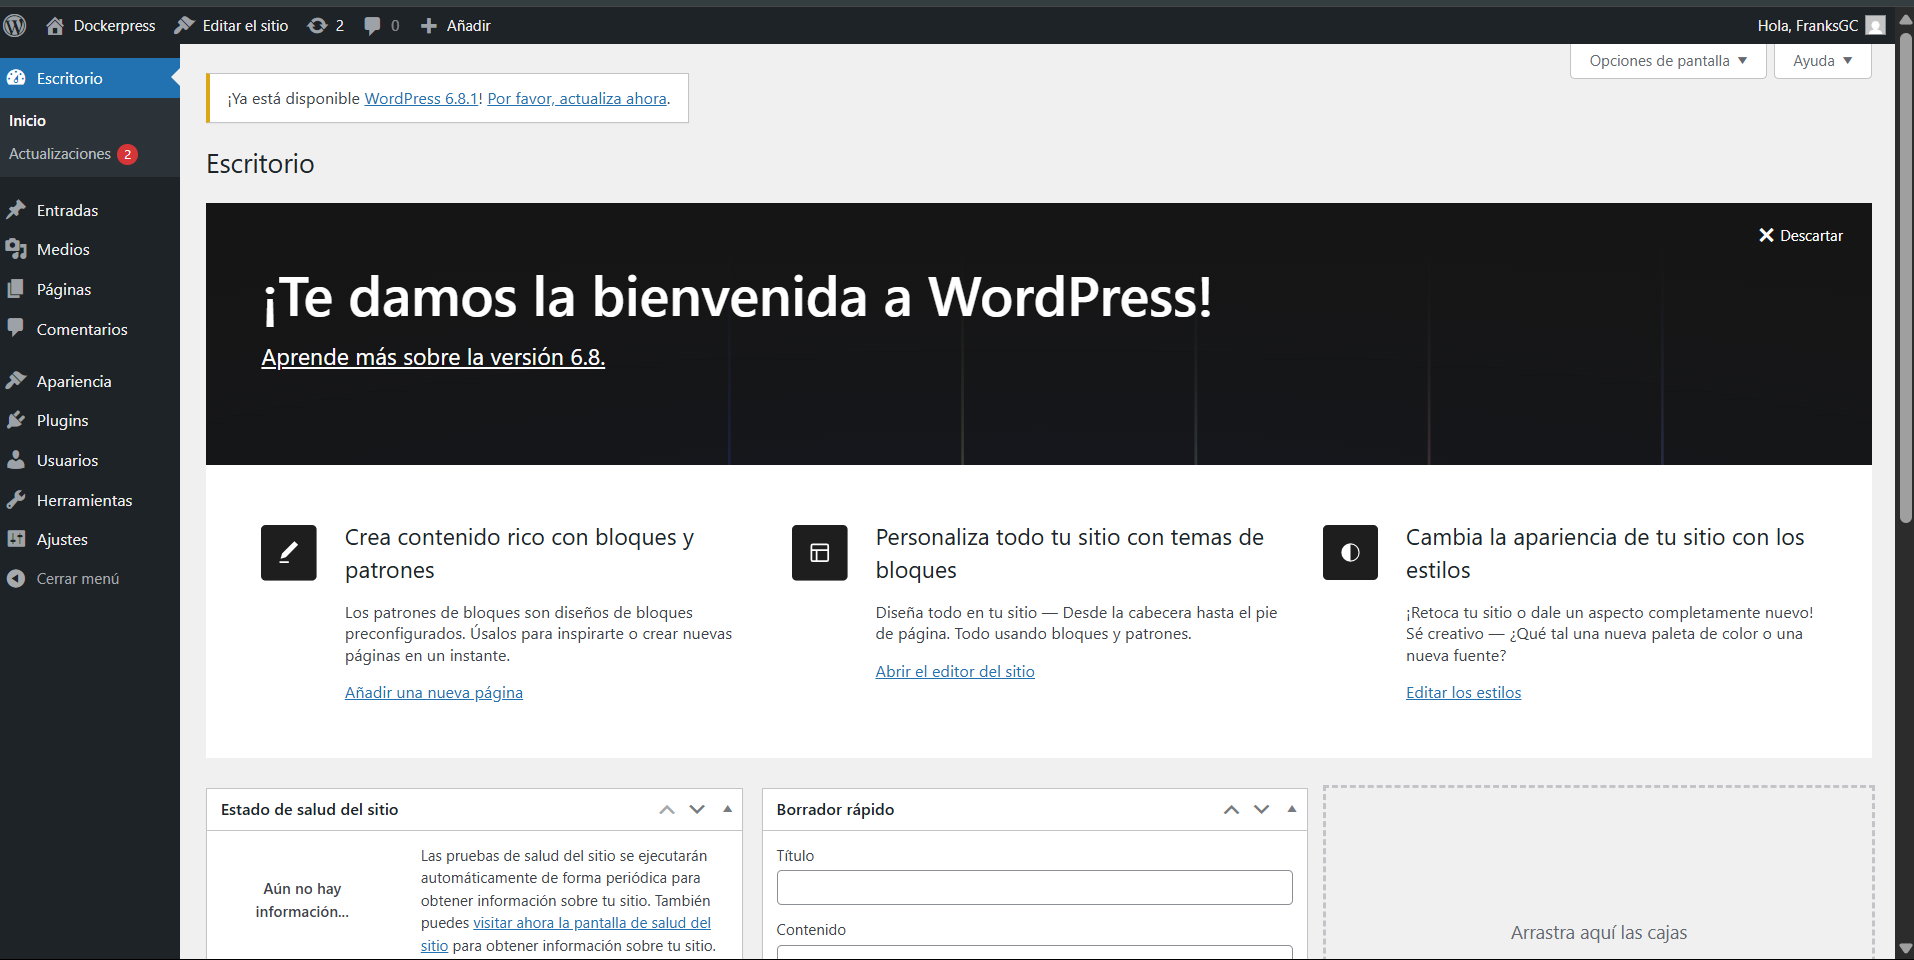 Dockerpress
Editar el sitio
2
0
Añadir
Hola, FranksGC
Escritorio
Inicio
Actualizaciones 2
Entradas
Medios
Páginas
Comentarios
Apariencia
Plugins
Usuarios
Herramientas
Ajustes
Cerrar menú
Opciones de pantalla
Ayuda
¡Ya está disponible WordPress 6.8.1! Por favor, actualiza ahora.
Escritorio
Descartar
¡Te damos la bienvenida a WordPress!
Aprende más sobre la versión 6.8.
Crea contenido rico con bloques y
patrones
Los patrones de bloques son diseños de bloques
preconfigurados. Úsalos para inspirarte o crear nuevas
páginas en un instante.
Añadir una nueva página
Personaliza todo tu sitio con temas de
bloques
Diseña todo en tu sitio — Desde la cabecera hasta el pie
de página. Todo usando bloques y patrones.
Abrir el editor del sitio
Cambia la apariencia de tu sitio con los
estilos
¡Retoca tu sitio o dale un aspecto completamente nuevo!
Sé creativo — ¿Qué tal una nueva paleta de color o una
nueva fuente?
Editar los estilos
Estado de salud del sitio
Aún no hay
información...
Las pruebas de salud del sitio se ejecutarán
automáticamente de forma periódica para
obtener información sobre tu sitio. También
puedes visitar ahora la pantalla de salud del
sitio para obtener información sobre tu sitio.
Borrador rápido
Título
Contenido
Arrastra aquí las cajas